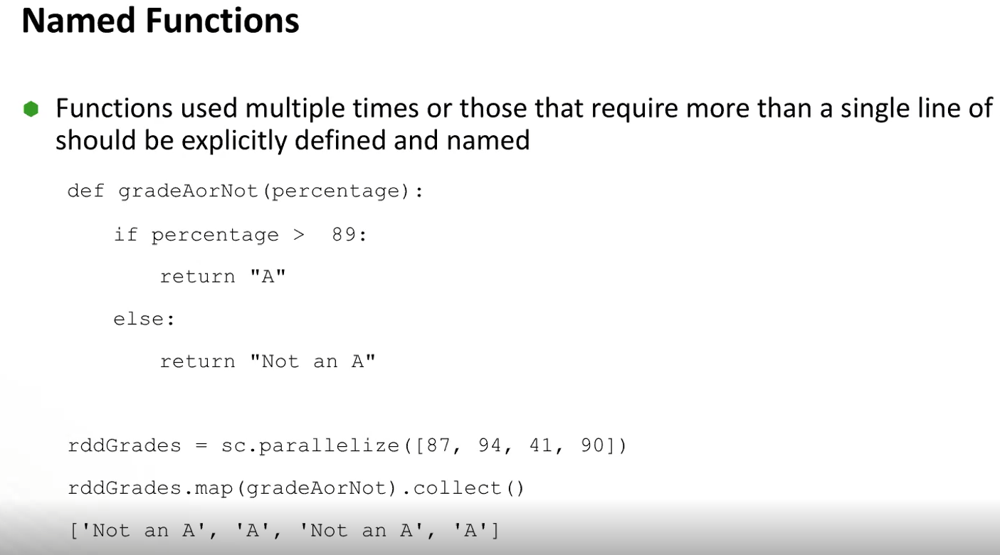 Named Functions
Functions used multiple times or those that require more than a single line of
should be explicitly defined and named
def gradeAorNot(percentage):
if percentage >  89:
return "A"
else:
return "Not an A"
rddGrades = sc.parallelize([87, 94, 41, 90])
rddGrades.map(gradeAorNot).collect()
['Not an A', 'A', 'Not an A', 'A']